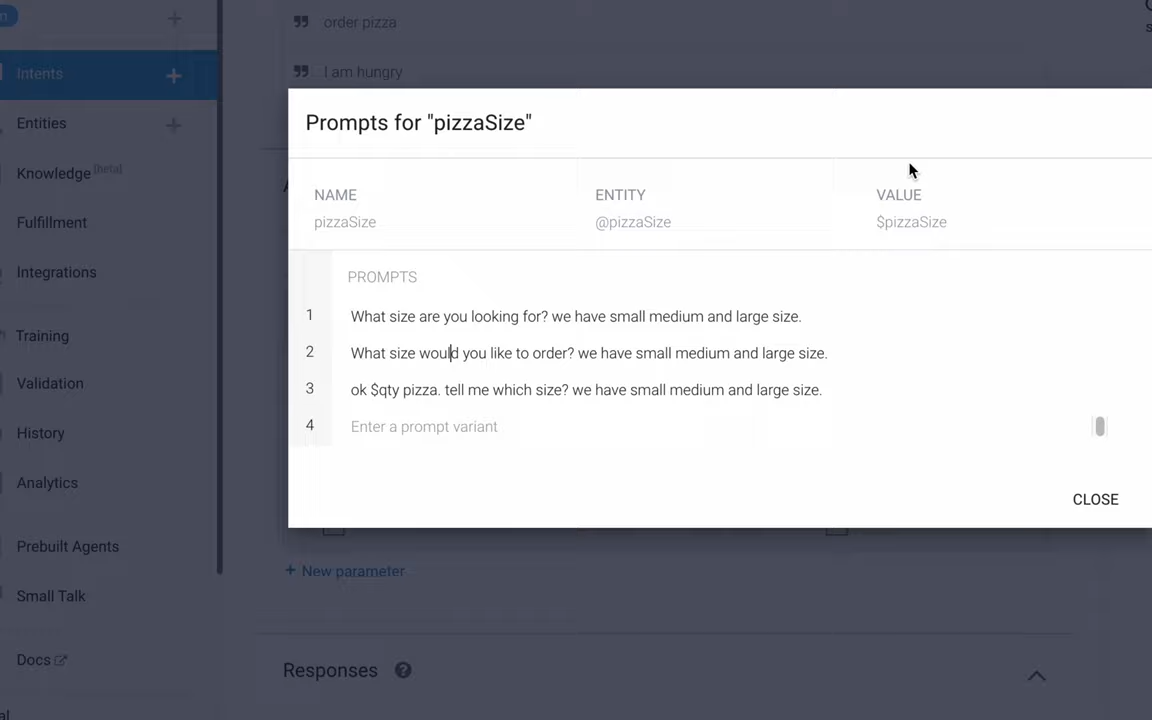 order pizza
Intents
I am hungry
Prompts for "pizzaSize"
Entities
Knowledge [beta]
NAME ENTITY VALUE
pizzaSize @pizzaSize $pizzaSize
Fulfillment
Integrations
PROMPTS
1 What size are you looking for? we have small medium and large size.
Training
2 What size would you like to order? we have small medium and large size.
Validation
3 ok $qty pizza. tell me which size? we have small medium and large size.
History
4 Enter a prompt variant
Analytics
CLOSE
Prebuilt Agents
+ New parameter
Small Talk
Docs
Responses